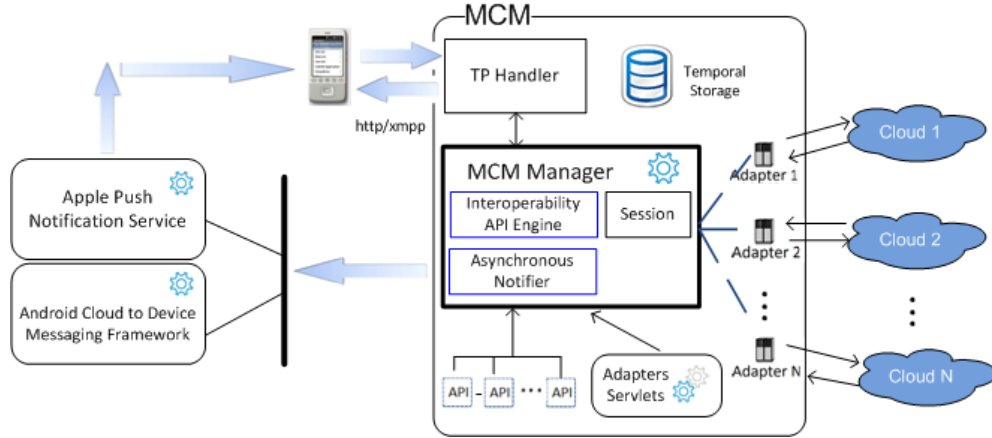 MCM
TP Handler
Temporal
Storage
http/xmpp
Apple Push
Notification Service
Android Cloud to Device
Messaging Framework
MCM Manager
Interoperability
API Engine
Session
Asynchronous
Notifier
API
API
API
Adapters
Servlets
Adapter 1
Adapter 2
Adapter N
Cloud 1
Cloud 2
Cloud N